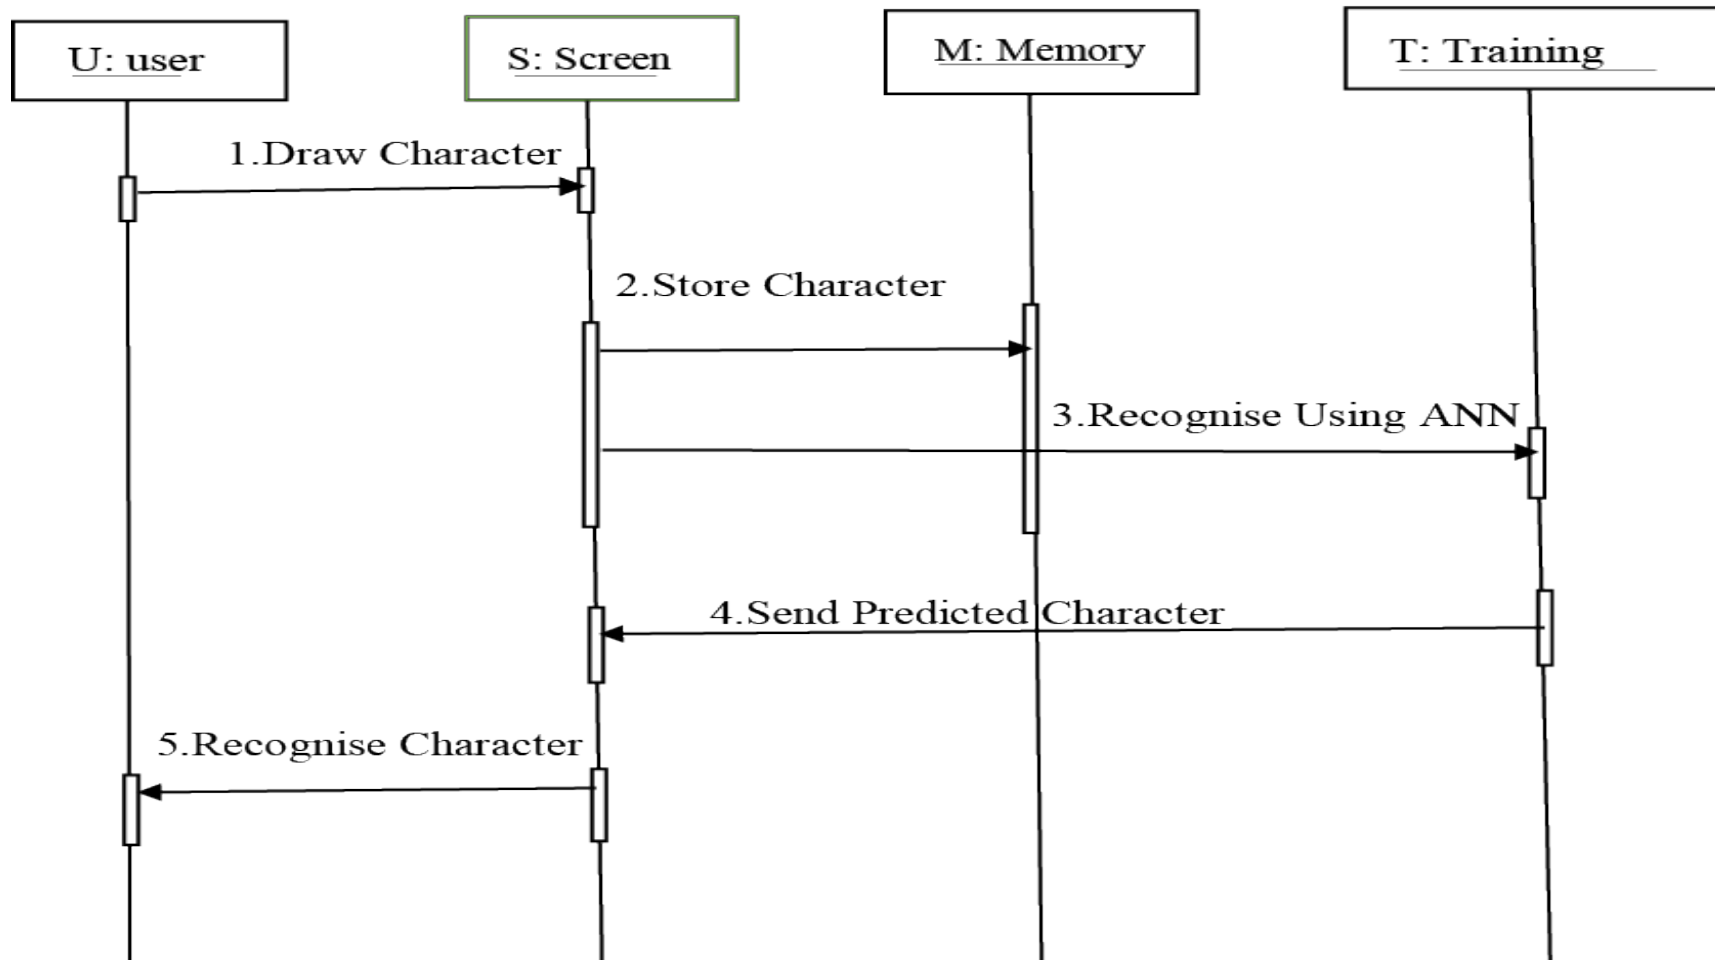 U: user
S: Screen
M: Memory
T: Training
1.Draw Character
2.Store Character
3.Recognise Using ANN
4.Send Predicted Character
5.Recognise Character